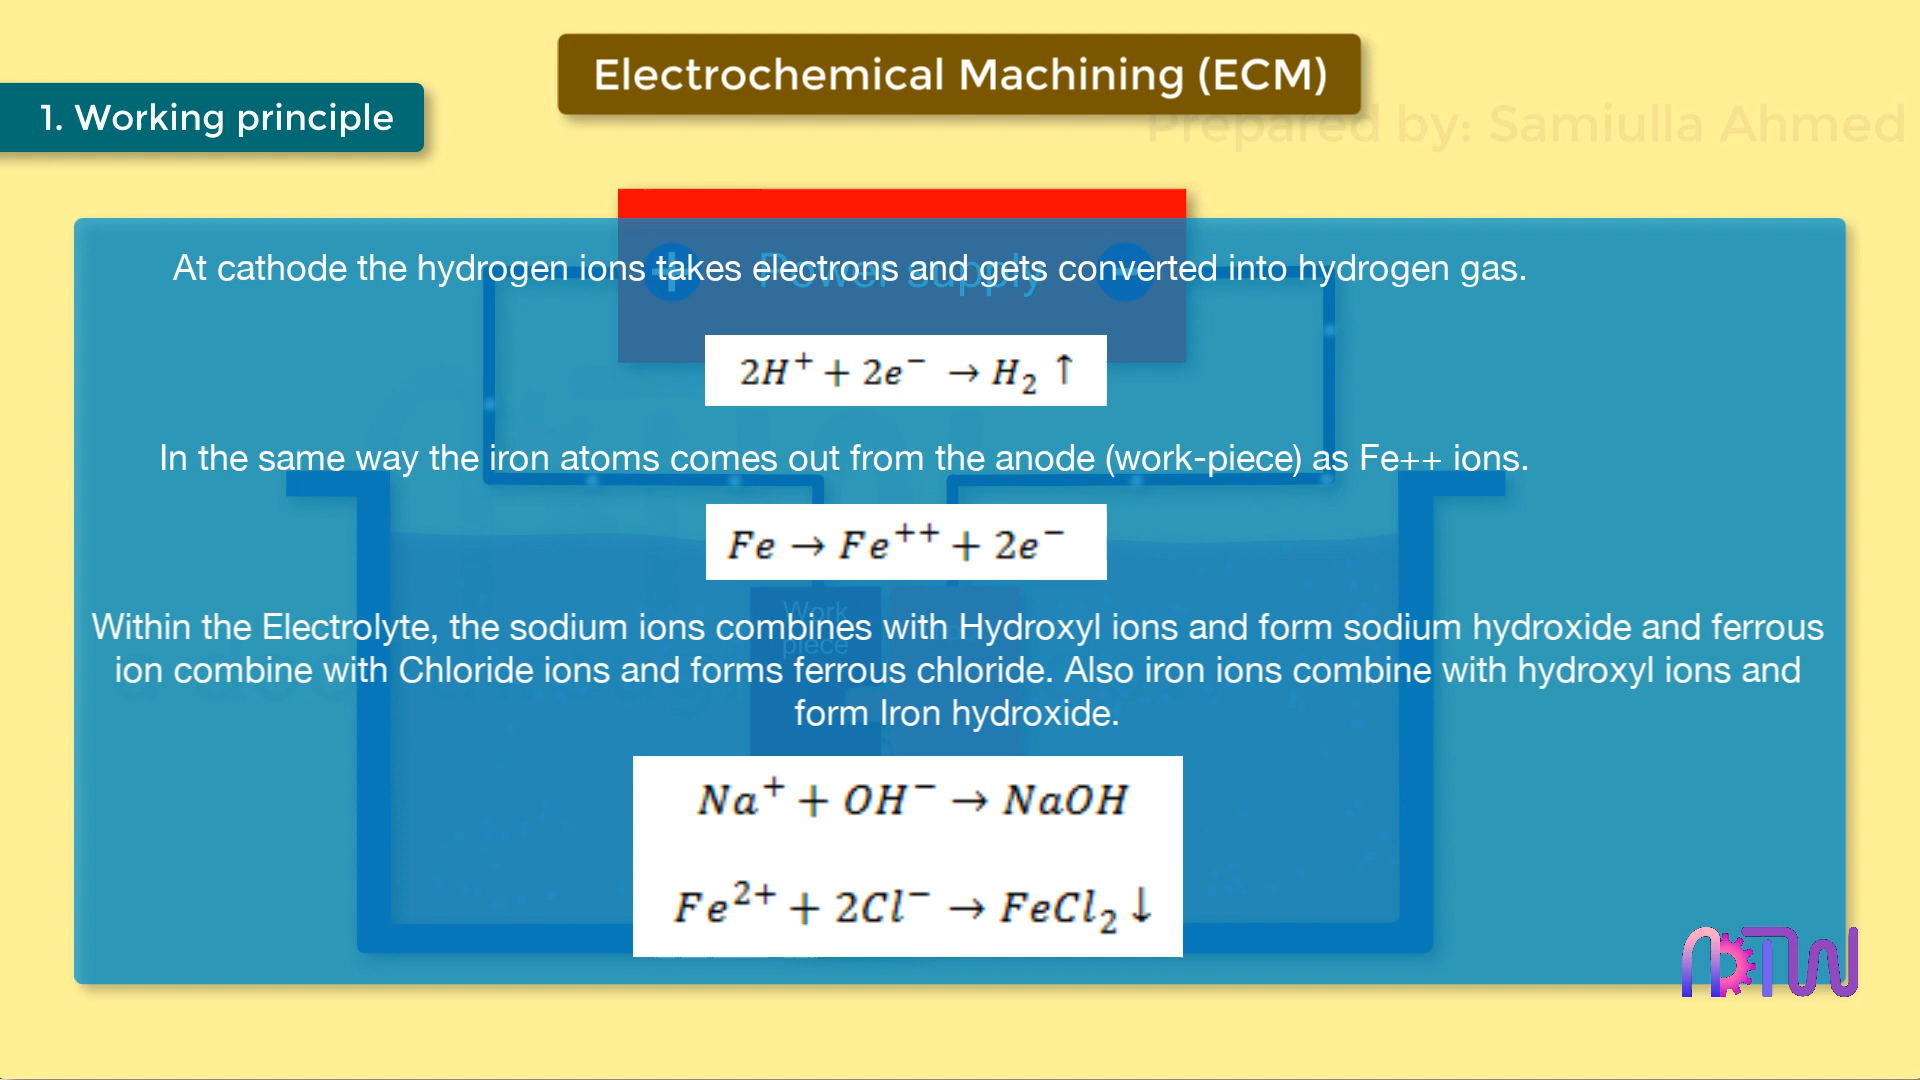 Electrochemical Machining (ECM)
1. Working principle
Prepared by: Samiulla Ahmed
+ Power supply
At cathode the hydrogen ions takes electrons and gets converted into hydrogen gas.
2H⁺ + 2e⁻ → H₂ ↑
In the same way the iron atoms comes out from the anode (work-piece) as Fe++ ions.
Fe → Fe⁺⁺ + 2e⁻
Work
piece
Within the Electrolyte, the sodium ions combines with Hydroxyl ions and form sodium hydroxide and ferrous
ion combine with Chloride ions and forms ferrous chloride. Also iron ions combine with hydroxyl ions and
form Iron hydroxide.
Na⁺ + OH⁻ → NaOH
Fe²⁺ + 2Cl⁻ → FeCl₂ ↓